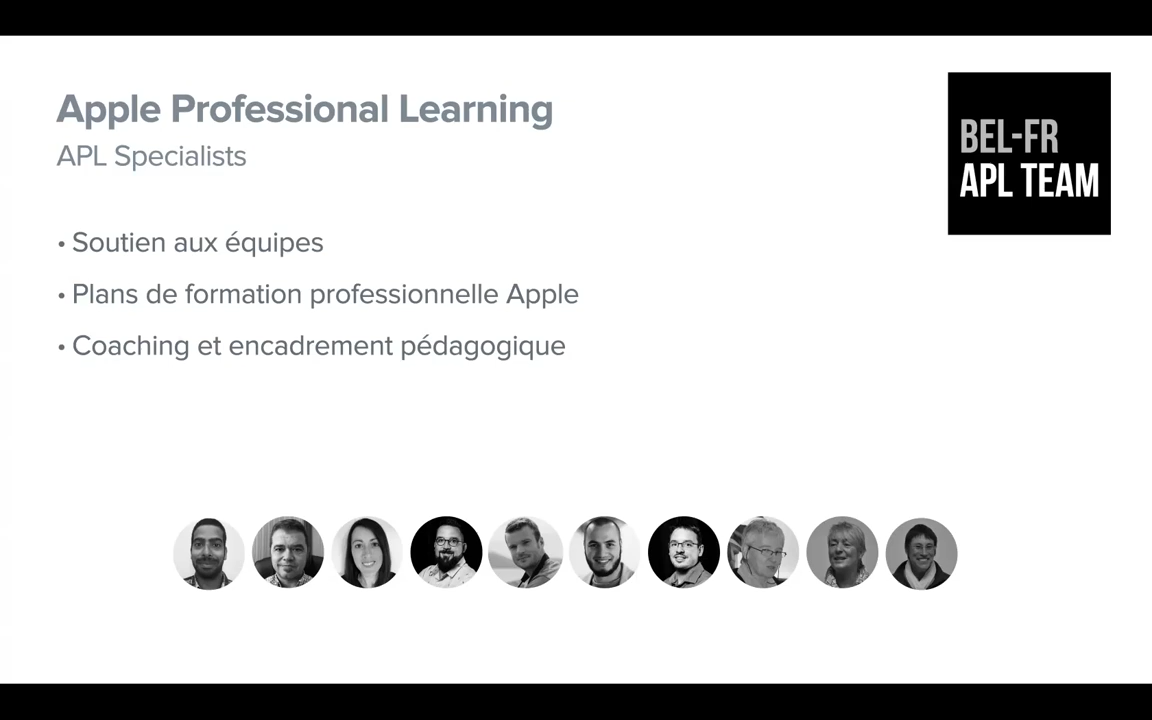 Apple Professional Learning
APL Specialists
BEL-FR
APL TEAM
• Soutien aux équipes
• Plans de formation professionnelle Apple
• Coaching et encadrement pédagogique